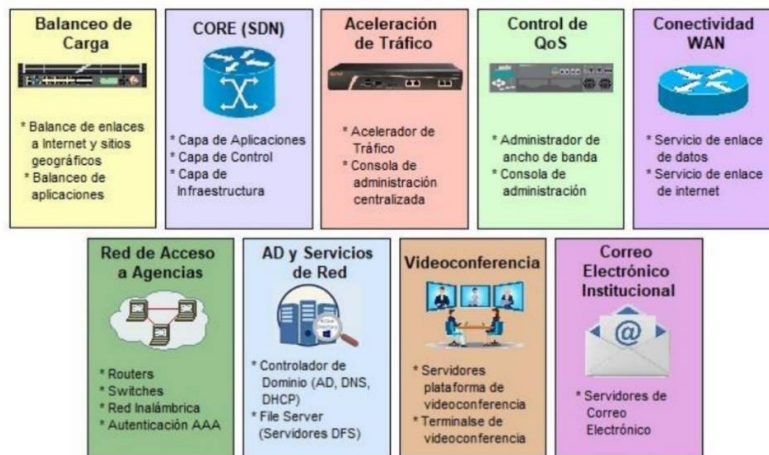 Balanceo de
Carga
* Balance de enlaces
a Internet y sitios
geográficos
* Balanceo de
aplicaciones
CORE (SDN)
* Capa de Aplicaciones
* Capa de Control
* Capa de
Infraestructura
Aceleración
de Tráfico
* Acelerador de
Tráfico
* Consola de
administración
centralizada
Control de
QoS
* Administrador de
ancho de banda
* Consola de
administración
Conectividad
WAN
* Servicio de enlace
de datos
* Servicio de enlace
de internet
Red de Acceso
a Agencias
* Routers
* Switches
* Red Inalámbrica
* Autenticación AAA
AD y Servicios
de Red
* Controlador de
Dominio (AD, DNS,
DHCP)
* File Server
(Servidores DFS)
Videoconferencia
* Servidores
plataforma de
videoconferencia
* Terminalse de
videoconferencia
Correo
Electrónico
Institucional
@
* Servidores de
Correo
Electrónico